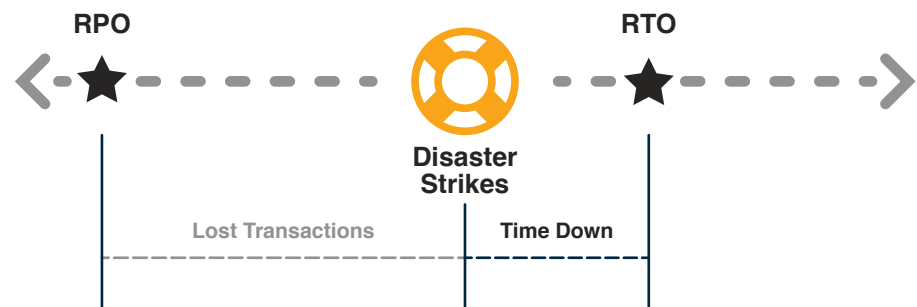 RPO
RTO
Disaster
Strikes
Lost Transactions
Time Down